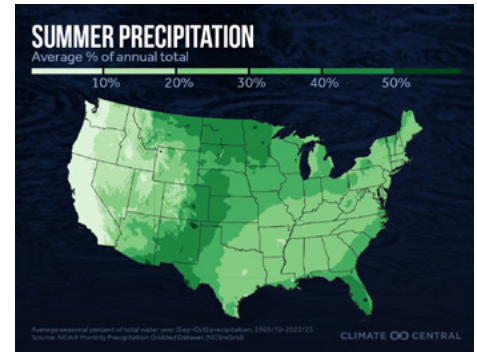 SUMMER PRECIPITATION
Average % of annual total
10% 20% 30% 40% 50%
Average seasonal percent of total water year (Sep-Oct) precipitation, 1969/70-2022/23.
Source: NOAA Monthly Precipitation Gridded Dataset (NClimGrid)
CLIMATE CENTRAL